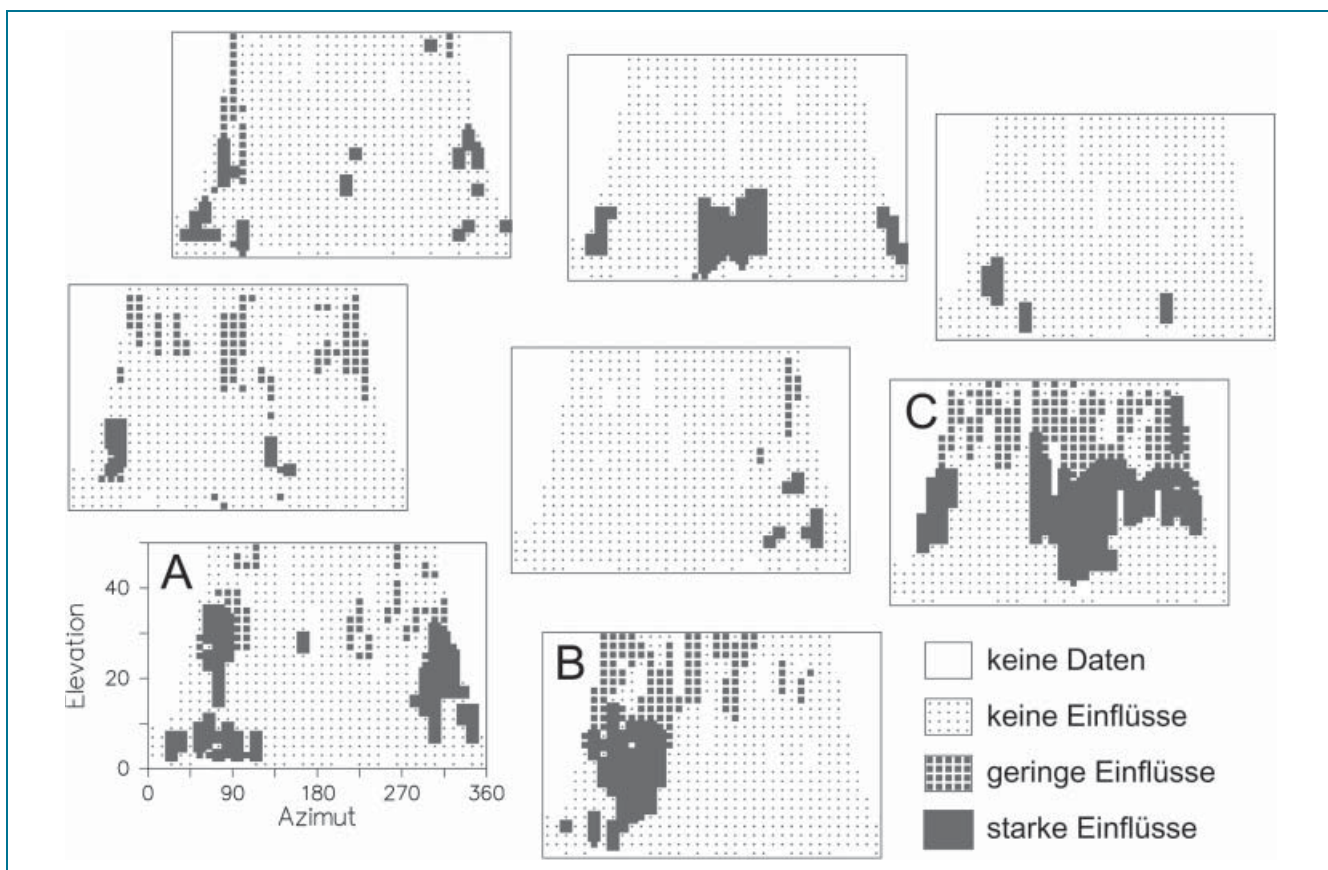 C
A
40
20
0
Elevation
0 90 180 270 360
Azimut
B
keine Daten
keine Einflüsse
geringe Einflüsse
starke Einflüsse